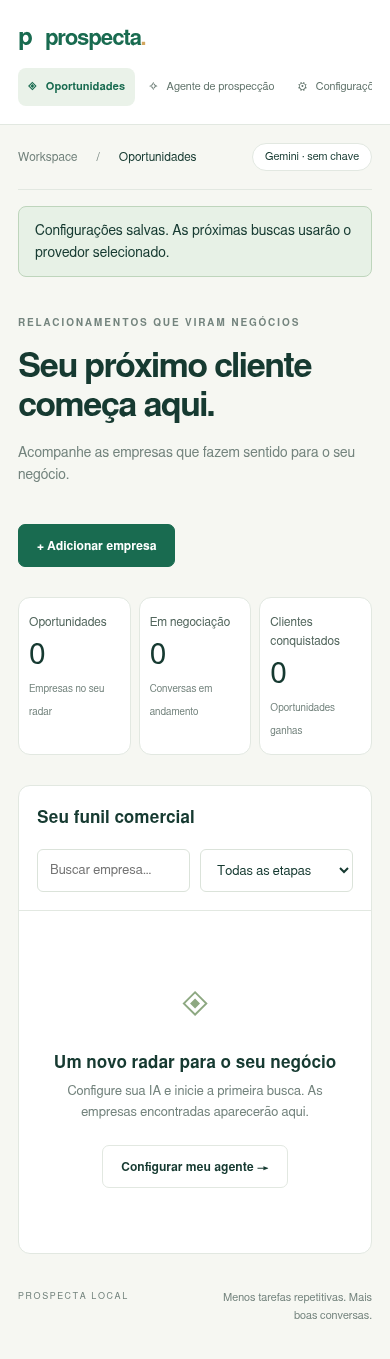 p prospecta.
Oportunidades
Agente de prospecção
Configuraçõ
Workspace / Oportunidades
Gemini · sem chave
Configurações salvas. As próximas buscas usarão o
provedor selecionado.
RELACIONAMENTOS QUE VIRAM NEGÓCIOS
Seu próximo cliente
começa aqui.
Acompanhe as empresas que fazem sentido para o seu
negócio.
+ Adicionar empresa
Oportunidades
0
Empresas no seu
radar
Em negociação
0
Conversas em
andamento
Clientes
conquistados
0
Oportunidades
ganhas
Seu funil comercial
Buscar empresa...
Todas as etapas
Um novo radar para o seu negócio
Configure sua IA e inicie a primeira busca. As
empresas encontradas aparecerão aqui.
Configurar meu agente →
PROSPECTA LOCAL
Menos tarefas repetitivas. Mais
boas conversas.